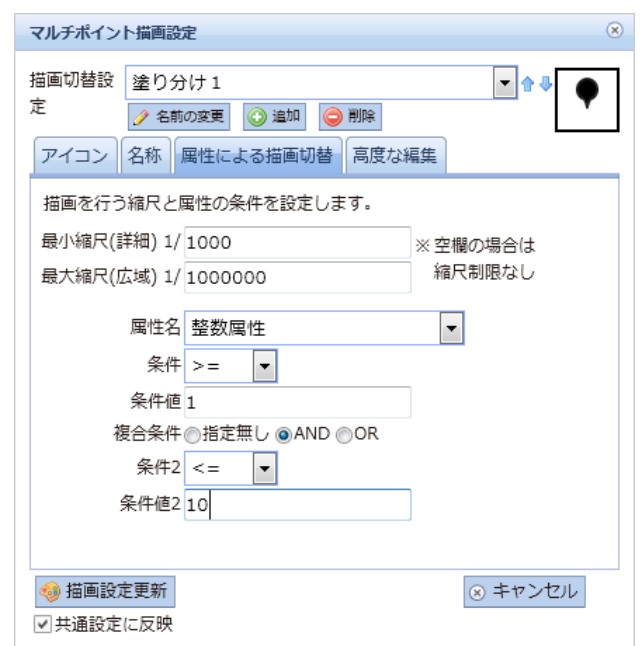 マルチポイント描画設定
描画切替設定 塗り分け１
名前の変更 追加 削除
アイコン 名称 属性による描画切替 高度な編集
描画を行う縮尺と属性の条件を設定します。
最小縮尺(詳細) 1/ 1000 ※ 空欄の場合は
最大縮尺(広域) 1/ 1000000 縮尺制限なし
属性名 整数属性
条件 >=
条件値 1
複合条件 指定無し AND OR
条件2 <=
条件値2 10
描画設定更新 キャンセル
共通設定に反映